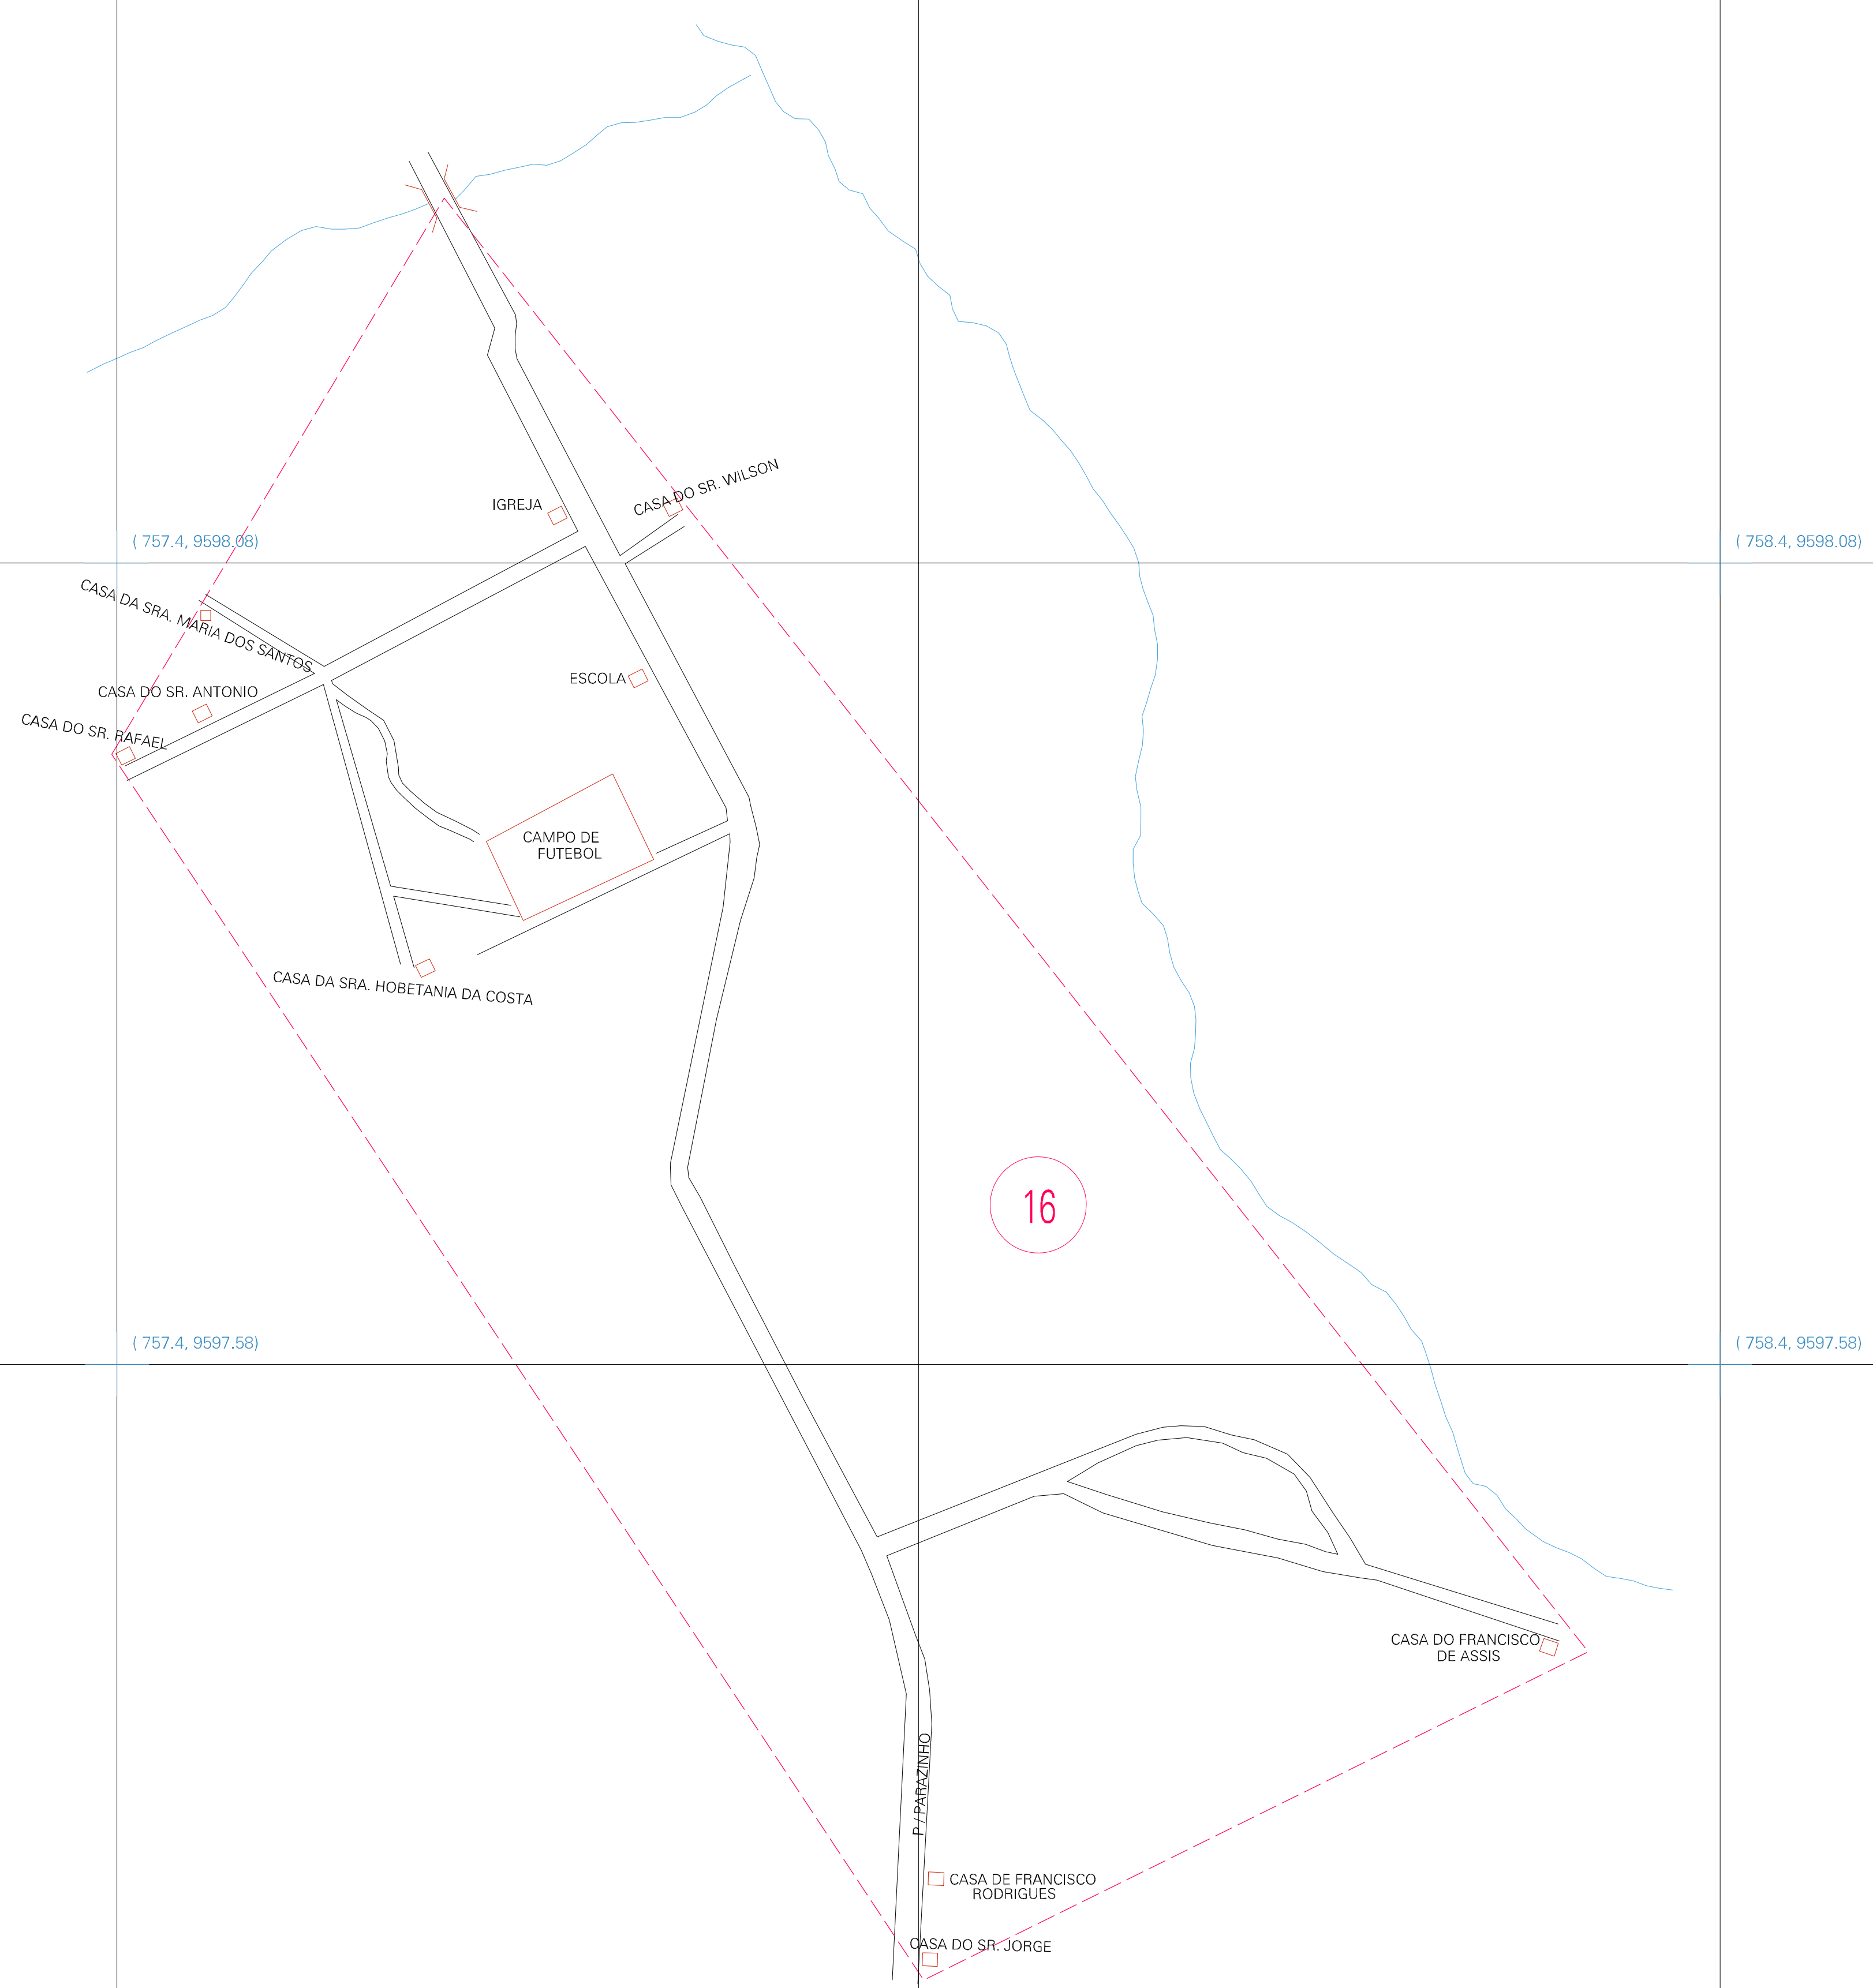 CASA DO SR. WILSON
IGREJA
( 757.4, 9598.08)
( 758.4, 9598.08)
CASA DA SRA. MARIA DOS SANTOS
ESCOLA
CASA DO SR. ANTONIO
CASA DO SR. RAFAEL
CAMPO DE
FUTEBOL
CASA DA SRA. HOBETANIA DA COSTA
16
( 757.4, 9597.58)
( 758.4, 9597.58)
CASA DO FRANCISCO
DE ASSIS
P / PARAZINHO
CASA DE FRANCISCO
RODRIGUES
CASA DO SR. JORGE